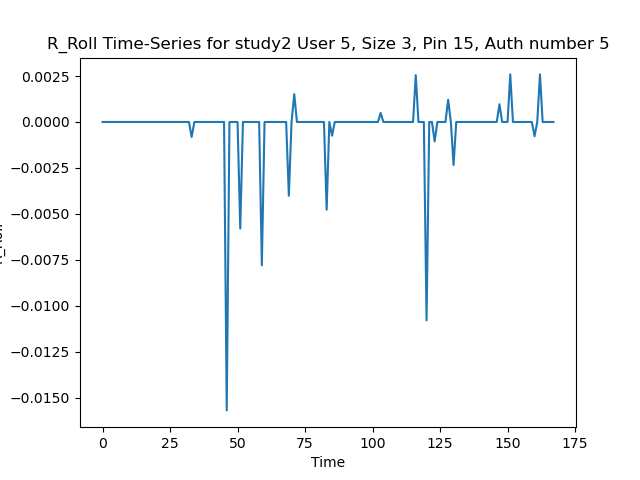 R_Roll Time-Series for study2 User 5, Size 3, Pin 15, Auth number 5
0.0025
0.0000
−0.0025
−0.0050
−0.0075
−0.0100
−0.0125
−0.0150
R_Roll
0 25 50 75 100 125 150 175
Time